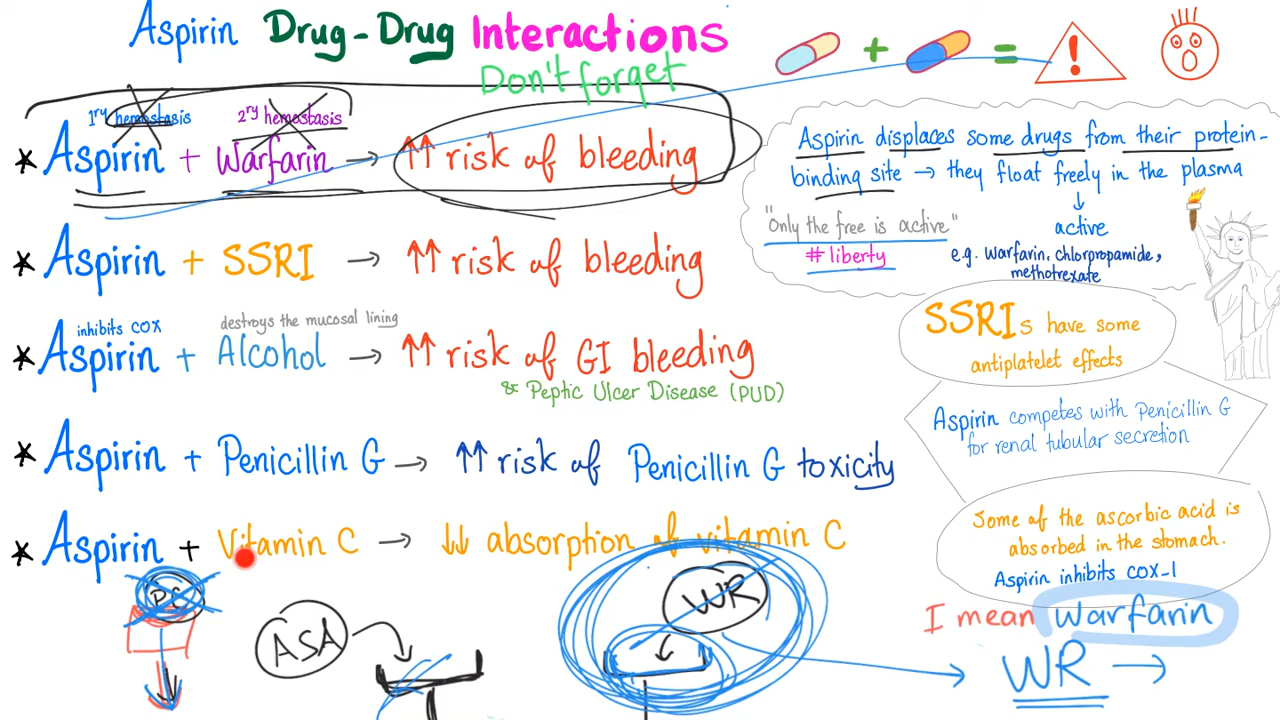 Aspirin Drug-Drug Interactions
Don't forget
1ry hemostasis
2ry hemostasis
* Aspirin + Warfarin → ↑↑ risk of bleeding
* Aspirin + SSRI → ↑↑ risk of bleeding
inhibits COX
destroys the mucosal lining
* Aspirin + Alcohol → ↑↑ risk of GI bleeding
& Peptic Ulcer Disease (PUD)
* Aspirin + Penicillin G → ↑↑ risk of Penicillin G toxicity
* Aspirin + Vitamin C → ↓↓ absorption of vitamin C
+ = !
Aspirin displaces some drugs from their protein-
binding site → they float freely in the plasma
↓
active
"Only the free is active"
# liberty
e.g. warfarin, chlorpropamide,
methotrexate
SSRIs have some
antiplatelet effects
Aspirin competes with Penicillin G
for renal tubular secretion
Some of the ascorbic acid is
absorbed in the stomach.
Aspirin inhibits COX-1
ASA
WR
I mean warfarin
WR →